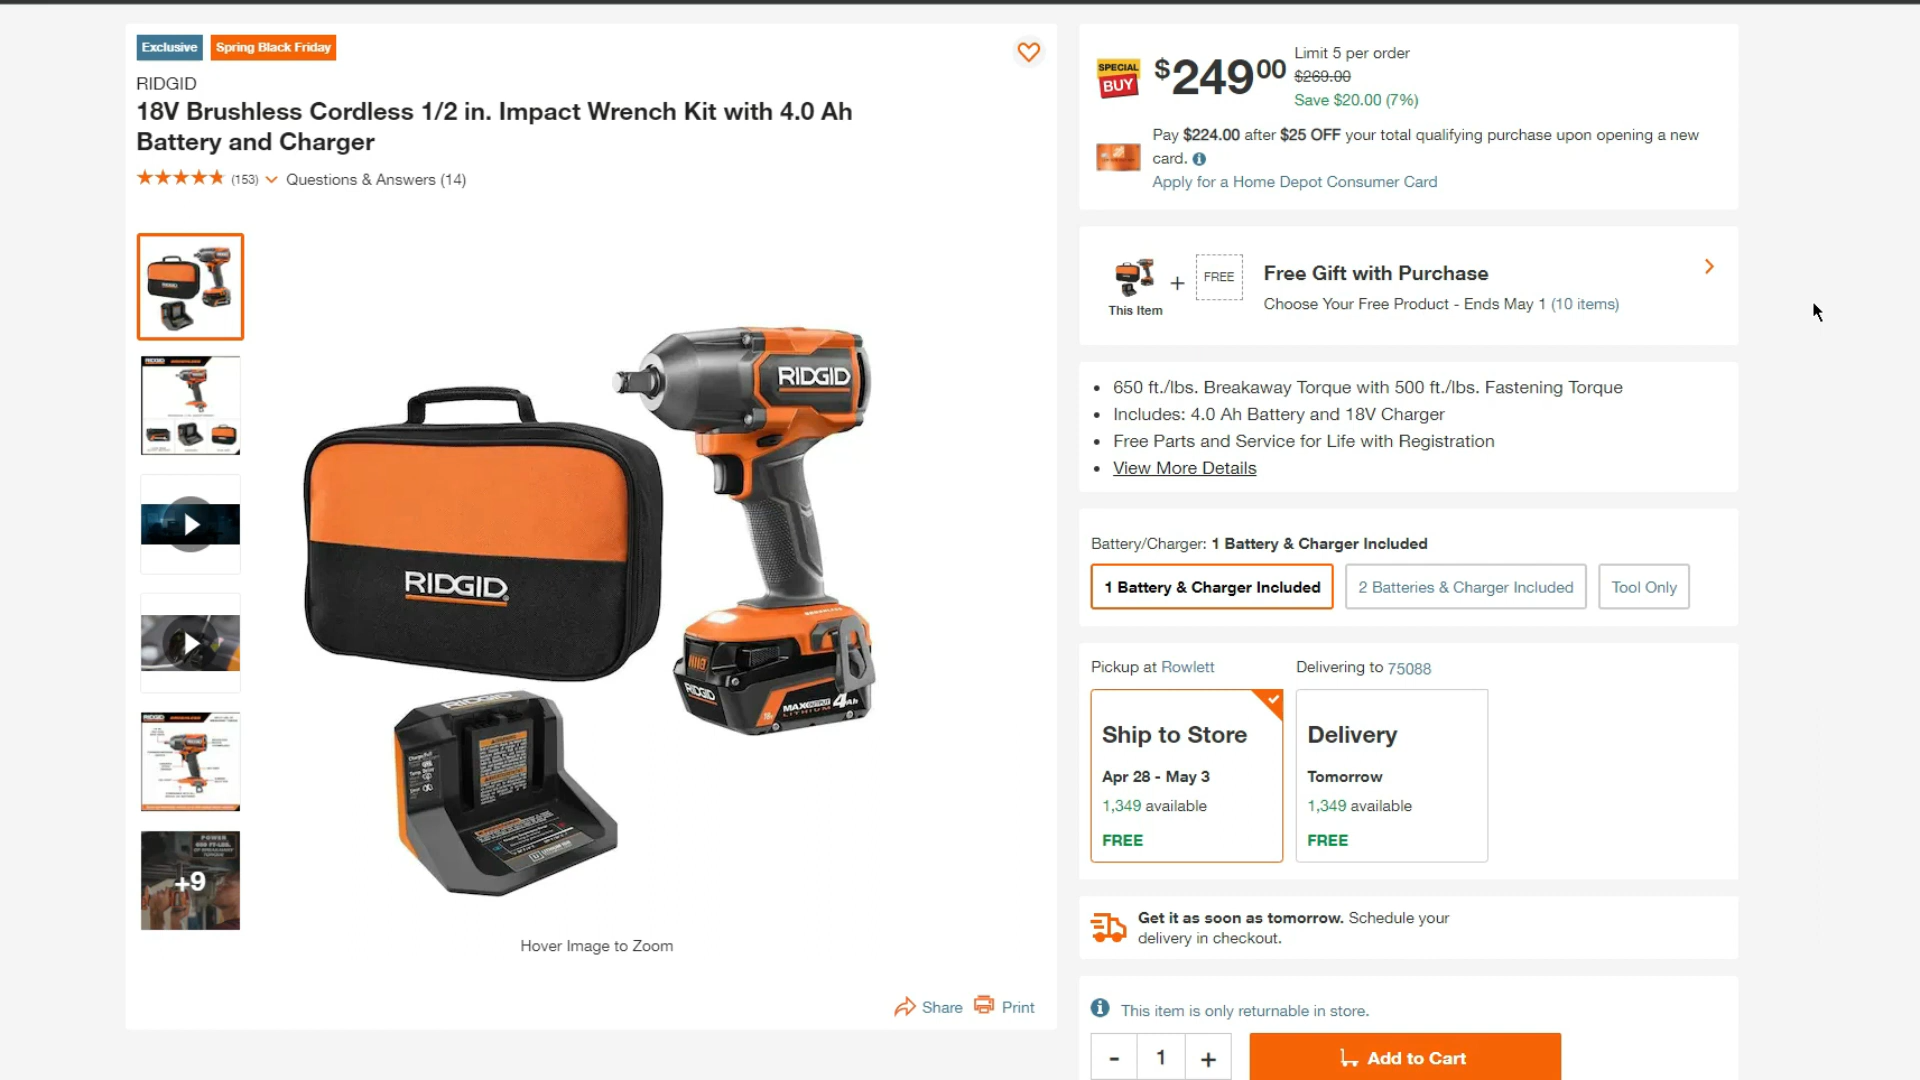 Exclusive
Spring Black Friday
RIDGID
18V Brushless Cordless 1/2 in. Impact Wrench Kit with 4.0 Ah
Battery and Charger
(153)
Questions & Answers (14)
RIDGID
RIDGID
RIDGID
MAX OUTPUT 4Ah
LITHIUM
RIDGID
+9
Hover Image to Zoom
Share
Print
SPECIAL
BUY
$249.00
Limit 5 per order
$269.00
Save $20.00 (7%)
Pay $224.00 after $25 OFF your total qualifying purchase upon opening a new
card.
Apply for a Home Depot Consumer Card
This Item
+
FREE
Free Gift with Purchase
Choose Your Free Product - Ends May 1 (10 items)
• 650 ft./lbs. Breakaway Torque with 500 ft./lbs. Fastening Torque
• Includes: 4.0 Ah Battery and 18V Charger
• Free Parts and Service for Life with Registration
• View More Details
Battery/Charger: 1 Battery & Charger Included
1 Battery & Charger Included
2 Batteries & Charger Included
Tool Only
Pickup at Rowlett
Delivering to 75088
Ship to Store
Apr 28 - May 3
1,349 available
FREE
Delivery
Tomorrow
1,349 available
FREE
Get it as soon as tomorrow. Schedule your
delivery in checkout.
This item is only returnable in store.
- 1 +
Add to Cart